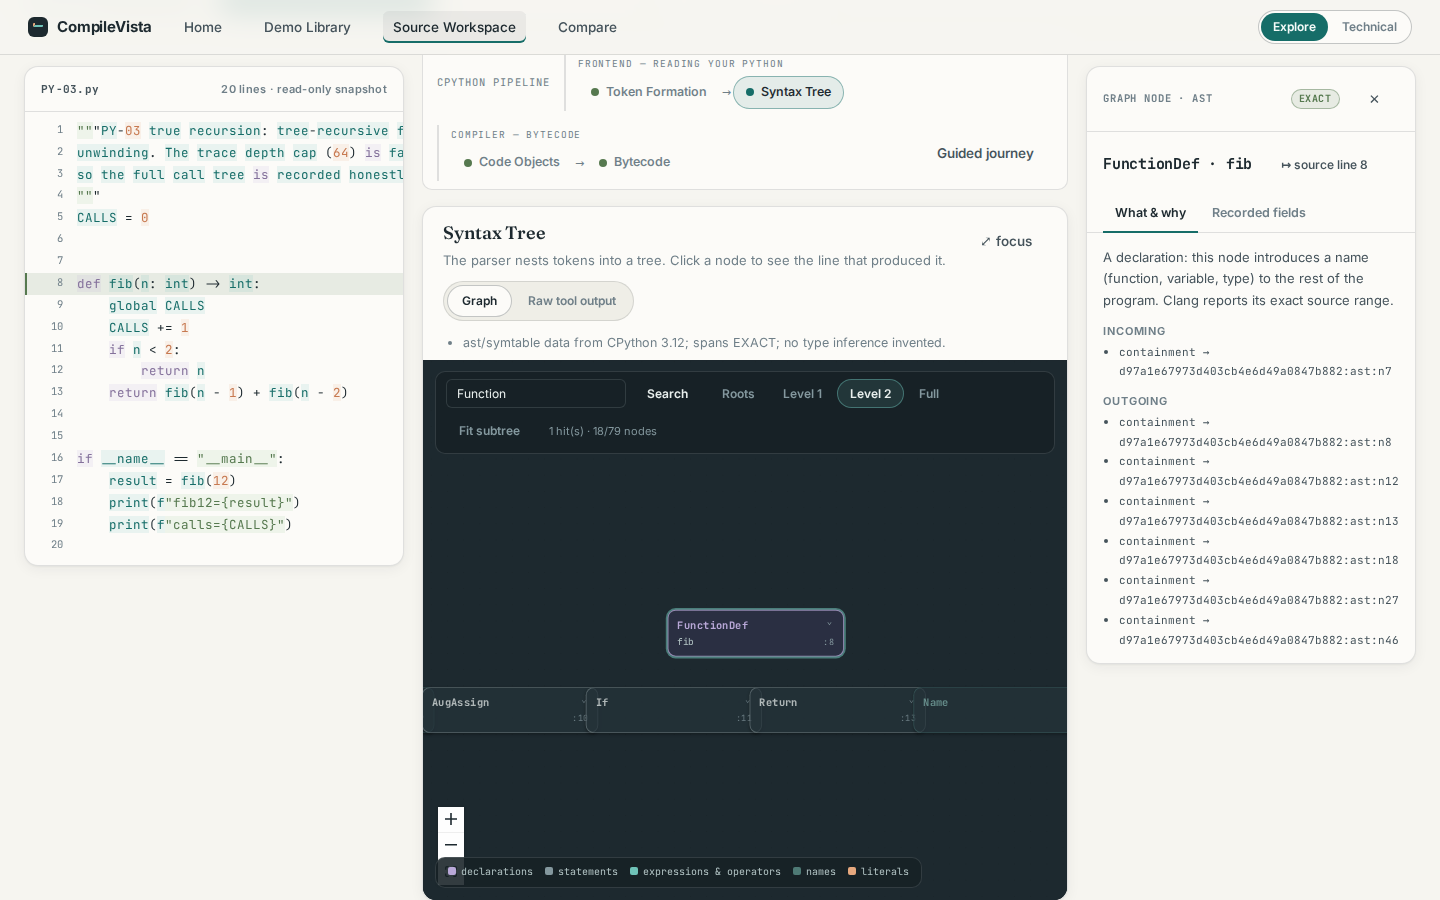 CompileVista
Home
Demo Library
Source Workspace
Compare
Explore
Technical
PY-03.py
20 lines · read-only snapshot
1 """PY-03 true recursion: tree-recursive f
2 unwinding. The trace depth cap (64) is fa
3 so the full call tree is recorded honestl
4 """
5 CALLS = 0
6
7
8 def fib(n: int) -> int:
9 global CALLS
10 CALLS += 1
11 if n < 2:
12 return n
13 return fib(n - 1) + fib(n - 2)
14
15
16 if __name__ == "__main__":
17 result = fib(12)
18 print(f"fib12={result}")
19 print(f"calls={CALLS}")
20
CPYTHON PIPELINE
FRONTEND — READING YOUR PYTHON
Token Formation → Syntax Tree
COMPILER — BYTECODE
Code Objects → Bytecode
Guided journey
Syntax Tree
⤢ focus
The parser nests tokens into a tree. Click a node to see the line that produced it.
Graph
Raw tool output
• ast/symtable data from CPython 3.12; spans EXACT; no type inference invented.
Function
Search
Roots
Level 1
Level 2
Full
Fit subtree
1 hit(s) · 18/79 nodes
FunctionDef
fib :8
AugAssign
If
Return
Name
:10
:11
:13
+
−
declarations
statements
expressions & operators
names
literals
GRAPH NODE · AST
EXACT
×
FunctionDef · fib
↦ source line 8
What & why
Recorded fields
A declaration: this node introduces a name
(function, variable, type) to the rest of the
program. Clang reports its exact source range.
INCOMING
• containment →
d97a1e67973d403cb4e6d49a0847b882:ast:n7
OUTGOING
• containment →
d97a1e67973d403cb4e6d49a0847b882:ast:n8
• containment →
d97a1e67973d403cb4e6d49a0847b882:ast:n12
• containment →
d97a1e67973d403cb4e6d49a0847b882:ast:n13
• containment →
d97a1e67973d403cb4e6d49a0847b882:ast:n18
• containment →
d97a1e67973d403cb4e6d49a0847b882:ast:n27
• containment →
d97a1e67973d403cb4e6d49a0847b882:ast:n46